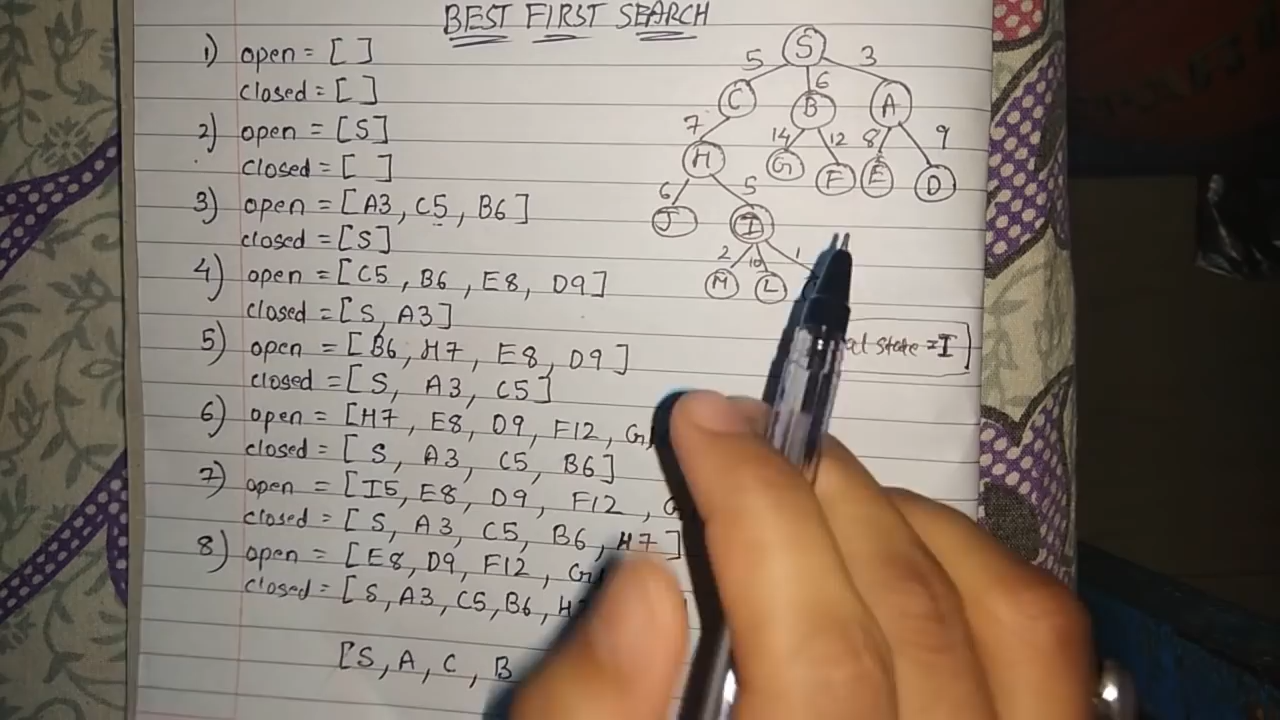 BEST FIRST SEARCH
1) open = [ ]
closed = [ ]
2) open = [S]
closed = [ ]
3) open = [A3, C5, B6]
closed = [S]
4) open = [C5, B6, E8, D9]
closed = [S, A3]
5) open = [B6, H7, E8, D9]
closed = [S, A3, C5]
6) open = [H7, E8, D9, F12, G
closed = [S, A3, C5, B6]
7) open = [I5, E8, D9, F12, G
closed = [S, A3, C5, B6, H7]
8) open = [E8, D9, F12, G
closed = [S, A3, C5, B6, H
[S, A, C, B
S
5 6 3
C B A
7 14 12 8 9
H G F E D
6 5
J I
2 10 1
M L
state = I